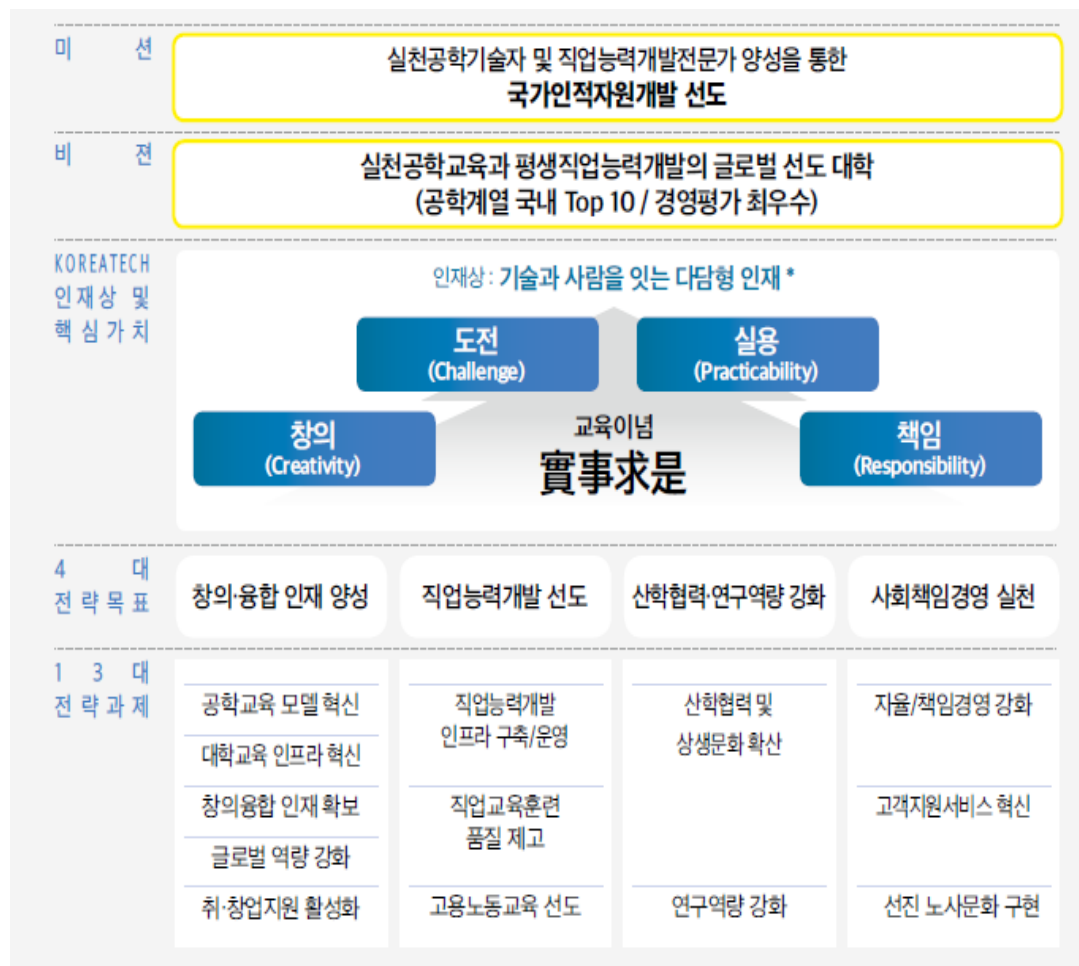 미 션
실천공학기술자 및 직업능력개발전문가 양성을 통한
국가인적자원개발 선도
비 젼
실천공학교육과 평생직업능력개발의 글로벌 선도 대학
(공학계열 국내 Top 10 / 경영평가 최우수)
KOREATECH
인재상 및
핵심가치
인재상 : 기술과 사람을 잇는 다담형 인재 *
도전
(Challenge)
실용
(Practicability)
창의
(Creativity)
교육이념
實事求是
책임
(Responsibility)
4 대
전략목표
창의·융합 인재 양성
직업능력개발 선도
산학협력·연구역량 강화
사회책임경영 실천
1 3 대
전략과제
공학교육 모델 혁신
대학교육 인프라 혁신
창의융합 인재 확보
글로벌 역량 강화
취·창업지원 활성화
직업능력개발
인프라 구축/운영
직업교육훈련
품질 제고
고용노동교육 선도
산학협력 및
상생문화 확산
연구역량 강화
자율/책임경영 강화
고객지원서비스 혁신
선진 노사문화 구현